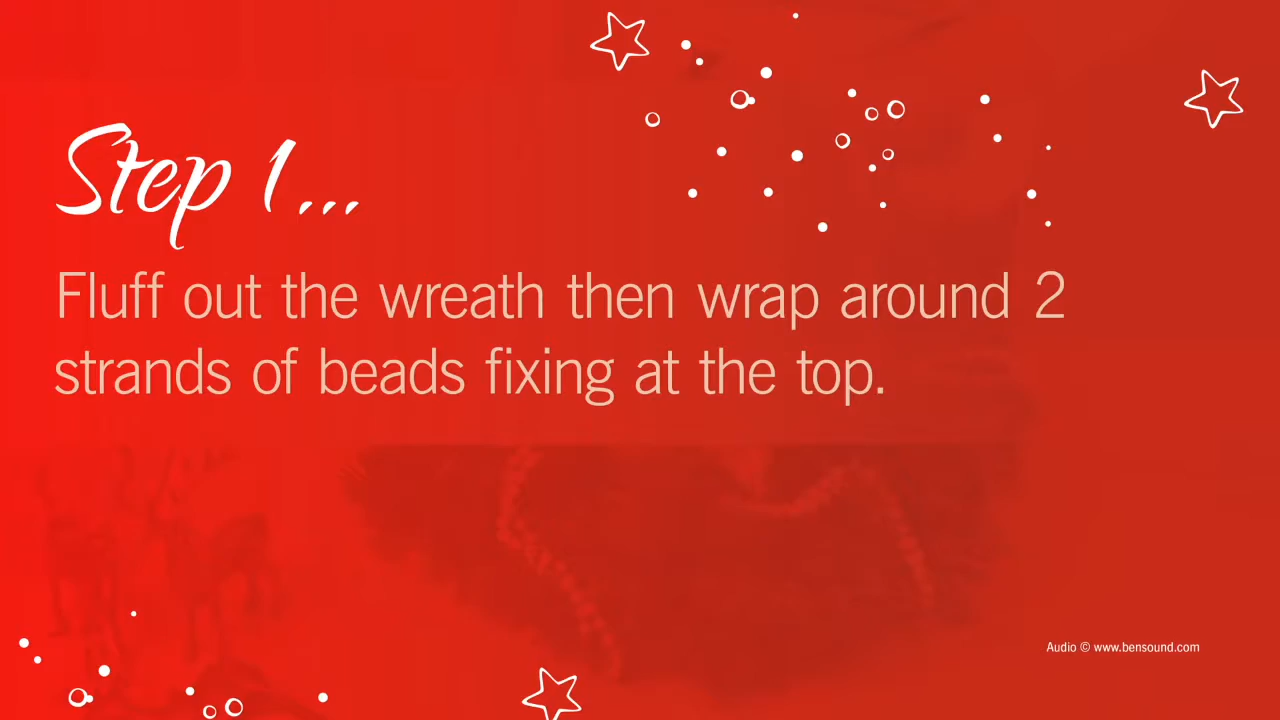 Step 1...
Fluff out the wreath then wrap around 2
strands of beads fixing at the top.
Audio © www.bensound.com